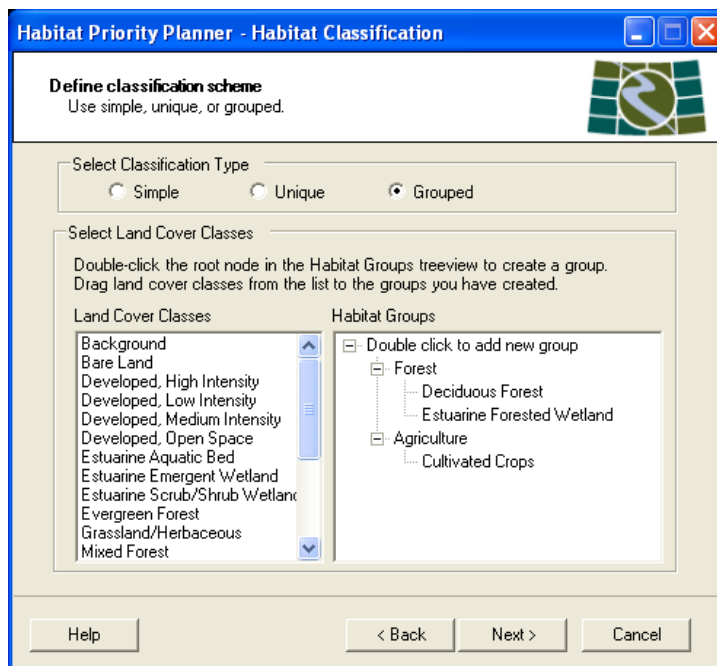 Habitat Priority Planner - Habitat Classification
Define classification scheme
Use simple, unique, or grouped.
Select Classification Type
Simple
Unique
Grouped
Select Land Cover Classes
Double-click the root node in the Habitat Groups treeview to create a group.
Drag land cover classes from the list to the groups you have created.
Land Cover Classes
Background
Bare Land
Developed, High Intensity
Developed, Low Intensity
Developed, Medium Intensity
Developed, Open Space
Estuarine Aquatic Bed
Estuarine Emergent Wetland
Estuarine Scrub/Shrub Wetland
Evergreen Forest
Grassland/Herbaceous
Mixed Forest
Habitat Groups
Double click to add new group
Forest
Deciduous Forest
Estuarine Forested Wetland
Agriculture
Cultivated Crops
Help
< Back
Next >
Cancel